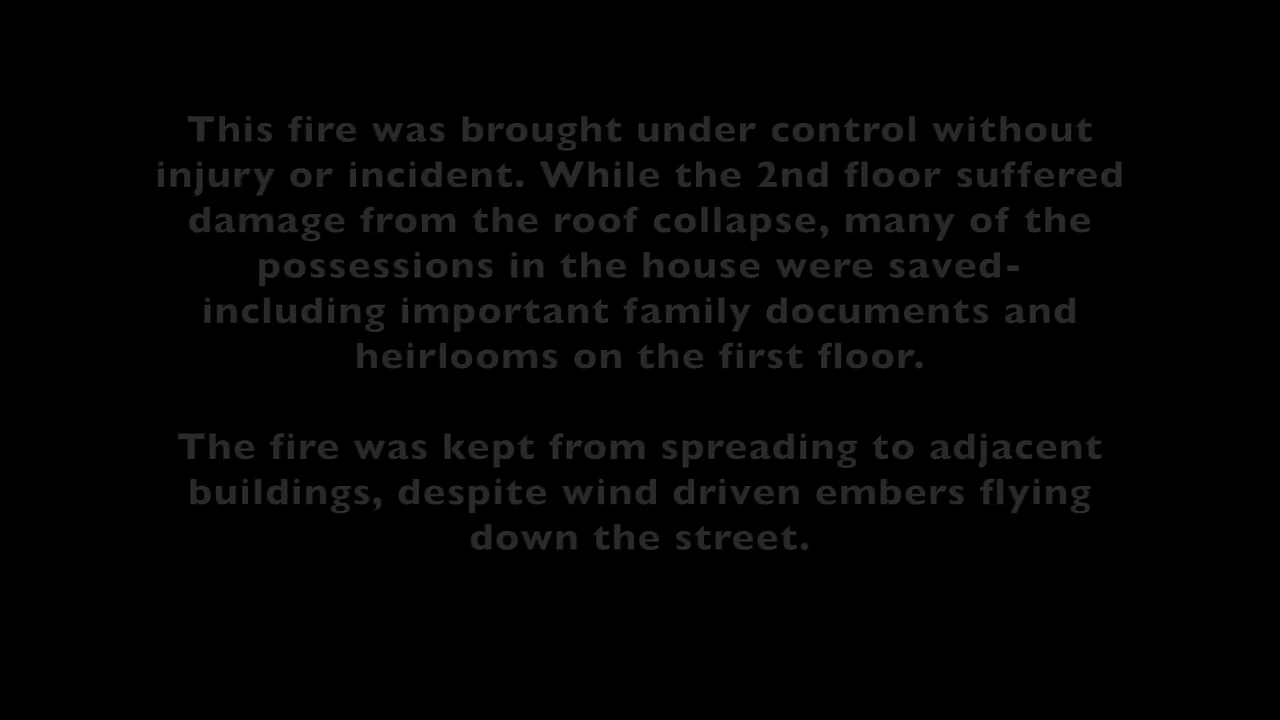 This fire was brought under control without
injury or incident. While the 2nd floor suffered
damage from the roof collapse, many of the
possessions in the house were saved-
including important family documents and
heirlooms on the first floor.
The fire was kept from spreading to adjacent
buildings, despite wind driven embers flying
down the street.